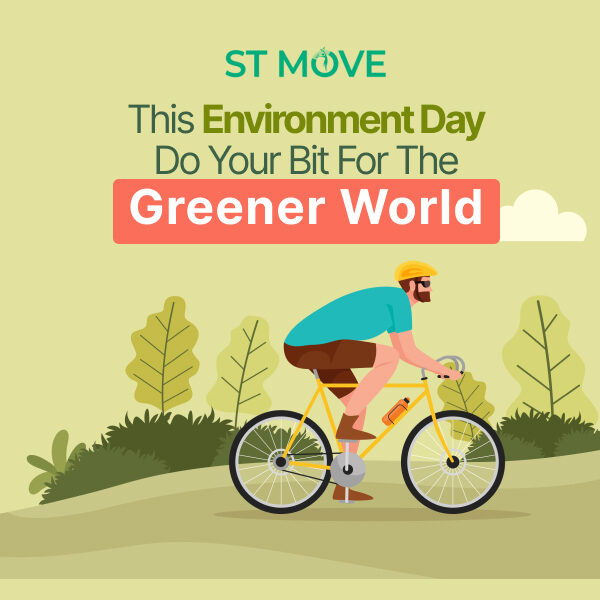 ST MOVE
This Environment Day
Do Your Bit For The
Greener World